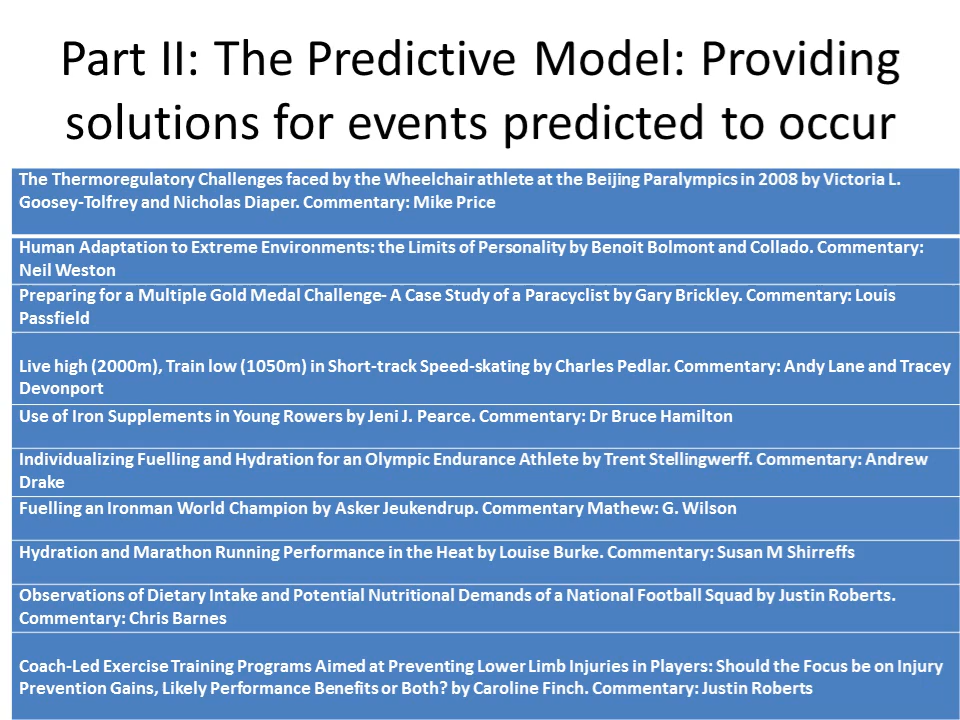 Part II: The Predictive Model: Providing
solutions for events predicted to occur
The Thermoregulatory Challenges faced by the Wheelchair athlete at the Beijing Paralympics in 2008 by Victoria L.
Goosey-Tolfrey and Nicholas Diaper. Commentary: Mike Price
Human Adaptation to Extreme Environments: the Limits of Personality by Benoit Bolmont and Collado. Commentary:
Neil Weston
Preparing for a Multiple Gold Medal Challenge- A Case Study of a Paracyclist by Gary Brickley. Commentary: Louis
Passfield
Live high (2000m), Train low (1050m) in Short-track Speed-skating by Charles Pedlar. Commentary: Andy Lane and Tracey
Devonport
Use of Iron Supplements in Young Rowers by Jeni J. Pearce. Commentary: Dr Bruce Hamilton
Individualizing Fuelling and Hydration for an Olympic Endurance Athlete by Trent Stellingwerff. Commentary: Andrew
Drake
Fuelling an Ironman World Champion by Asker Jeukendrup. Commentary Mathew: G. Wilson
Hydration and Marathon Running Performance in the Heat by Louise Burke. Commentary: Susan M Shirreffs
Observations of Dietary Intake and Potential Nutritional Demands of a National Football Squad by Justin Roberts.
Commentary: Chris Barnes
Coach-Led Exercise Training Programs Aimed at Preventing Lower Limb Injuries in Players: Should the Focus be on Injury
Prevention Gains, Likely Performance Benefits or Both? by Caroline Finch. Commentary: Justin Roberts